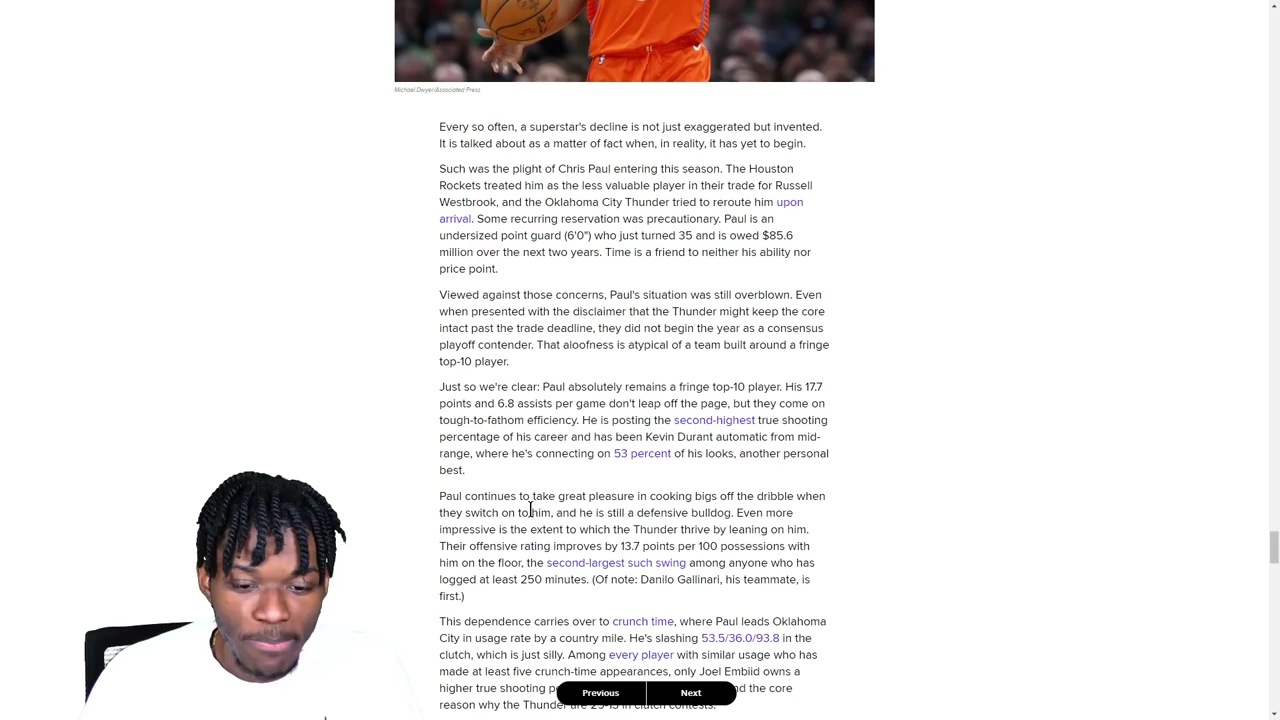 Michael Dwyer/Associated Press
Every so often, a superstar's decline is not just exaggerated but invented.
It is talked about as a matter of fact when, in reality, it has yet to begin.
Such was the plight of Chris Paul entering this season. The Houston
Rockets treated him as the less valuable player in their trade for Russell
Westbrook, and the Oklahoma City Thunder tried to reroute him upon
arrival. Some recurring reservation was precautionary. Paul is an
undersized point guard (6'0") who just turned 35 and is owed $85.6
million over the next two years. Time is a friend to neither his ability nor
price point.
Viewed against those concerns, Paul's situation was still overblown. Even
when presented with the disclaimer that the Thunder might keep the core
intact past the trade deadline, they did not begin the year as a consensus
playoff contender. That aloofness is atypical of a team built around a fringe
top-10 player.
Just so we're clear: Paul absolutely remains a fringe top-10 player. His 17.7
points and 6.8 assists per game don't leap off the page, but they come on
tough-to-fathom efficiency. He is posting the second-highest true shooting
percentage of his career and has been Kevin Durant automatic from mid-
range, where he's connecting on 53 percent of his looks, another personal
best.
Paul continues to take great pleasure in cooking bigs off the dribble when
they switch on to him, and he is still a defensive bulldog. Even more
impressive is the extent to which the Thunder thrive by leaning on him.
Their offensive rating improves by 13.7 points per 100 possessions with
him on the floor, the second-largest such swing among anyone who has
logged at least 250 minutes. (Of note: Danilo Gallinari, his teammate, is
first.)
This dependence carries over to crunch time, where Paul leads Oklahoma
City in usage rate by a country mile. He's slashing 53.5/36.0/93.8 in the
clutch, which is just silly. Among every player with similar usage who has
made at least five crunch-time appearances, only Joel Embiid owns a
higher true shooting the core
reason why the Thunder are in clutch contests.
Previous Next